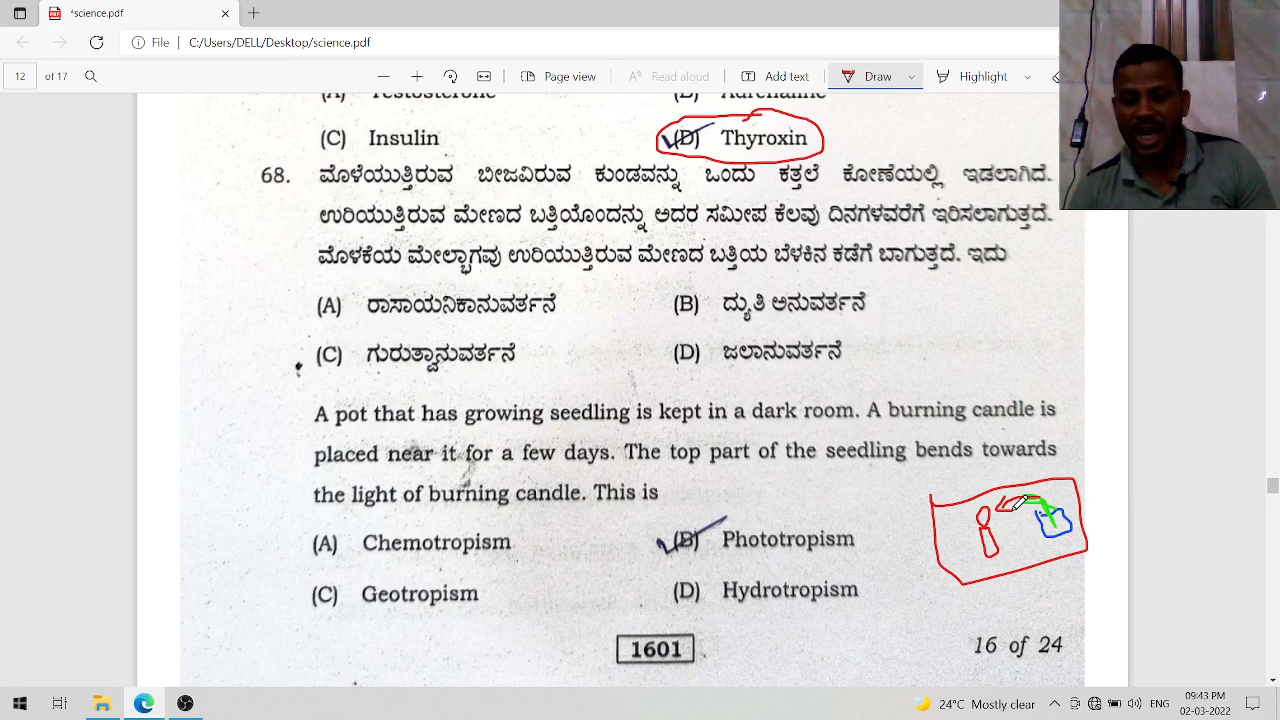 *science.pdf
File
C:/Users/DELL/Desktop/science.pdf
12 of 17
Page view
Read aloud
Add text
Draw
Highlight
(A) Testosterone (B) Adrenaline
(C) Insulin (D) Thyroxin
68. ಮೊಳೆಯುತ್ತಿರುವ ಬೀಜವಿರುವ ಕುಂಡವನ್ನು ಒಂದು ಕತ್ತಲೆ ಕೋಣೆಯಲ್ಲಿ ಇಡಲಾಗಿದೆ.
ಉರಿಯುತ್ತಿರುವ ಮೇಣದ ಬತ್ತಿಯೊಂದನ್ನು ಅದರ ಸಮೀಪ ಕೆಲವು ದಿನಗಳವರೆಗೆ ಇರಿಸಲಾಗುತ್ತದೆ.
ಮೊಳಕೆಯ ಮೇಲ್ಭಾಗವು ಉರಿಯುತ್ತಿರುವ ಮೇಣದ ಬತ್ತಿಯ ಬೆಳಕಿನ ಕಡೆಗೆ ಬಾಗುತ್ತದೆ. ಇದು
(A) ರಾಸಾಯನಿಕಾನುವರ್ತನೆ (B) ದ್ಯುತಿ ಅನುವರ್ತನೆ
(C) ಗುರುತ್ವಾನುವರ್ತನೆ (D) ಜಲಾನುವರ್ತನೆ
A pot that has growing seedling is kept in a dark room. A burning candle is
placed near it for a few days. The top part of the seedling bends towards
the light of burning candle. This is
(A) Chemotropism (B) Phototropism
(C) Geotropism (D) Hydrotropism
1601
16 of 24
24°C Mostly clear
ENG
09:43 PM
02-03-2022